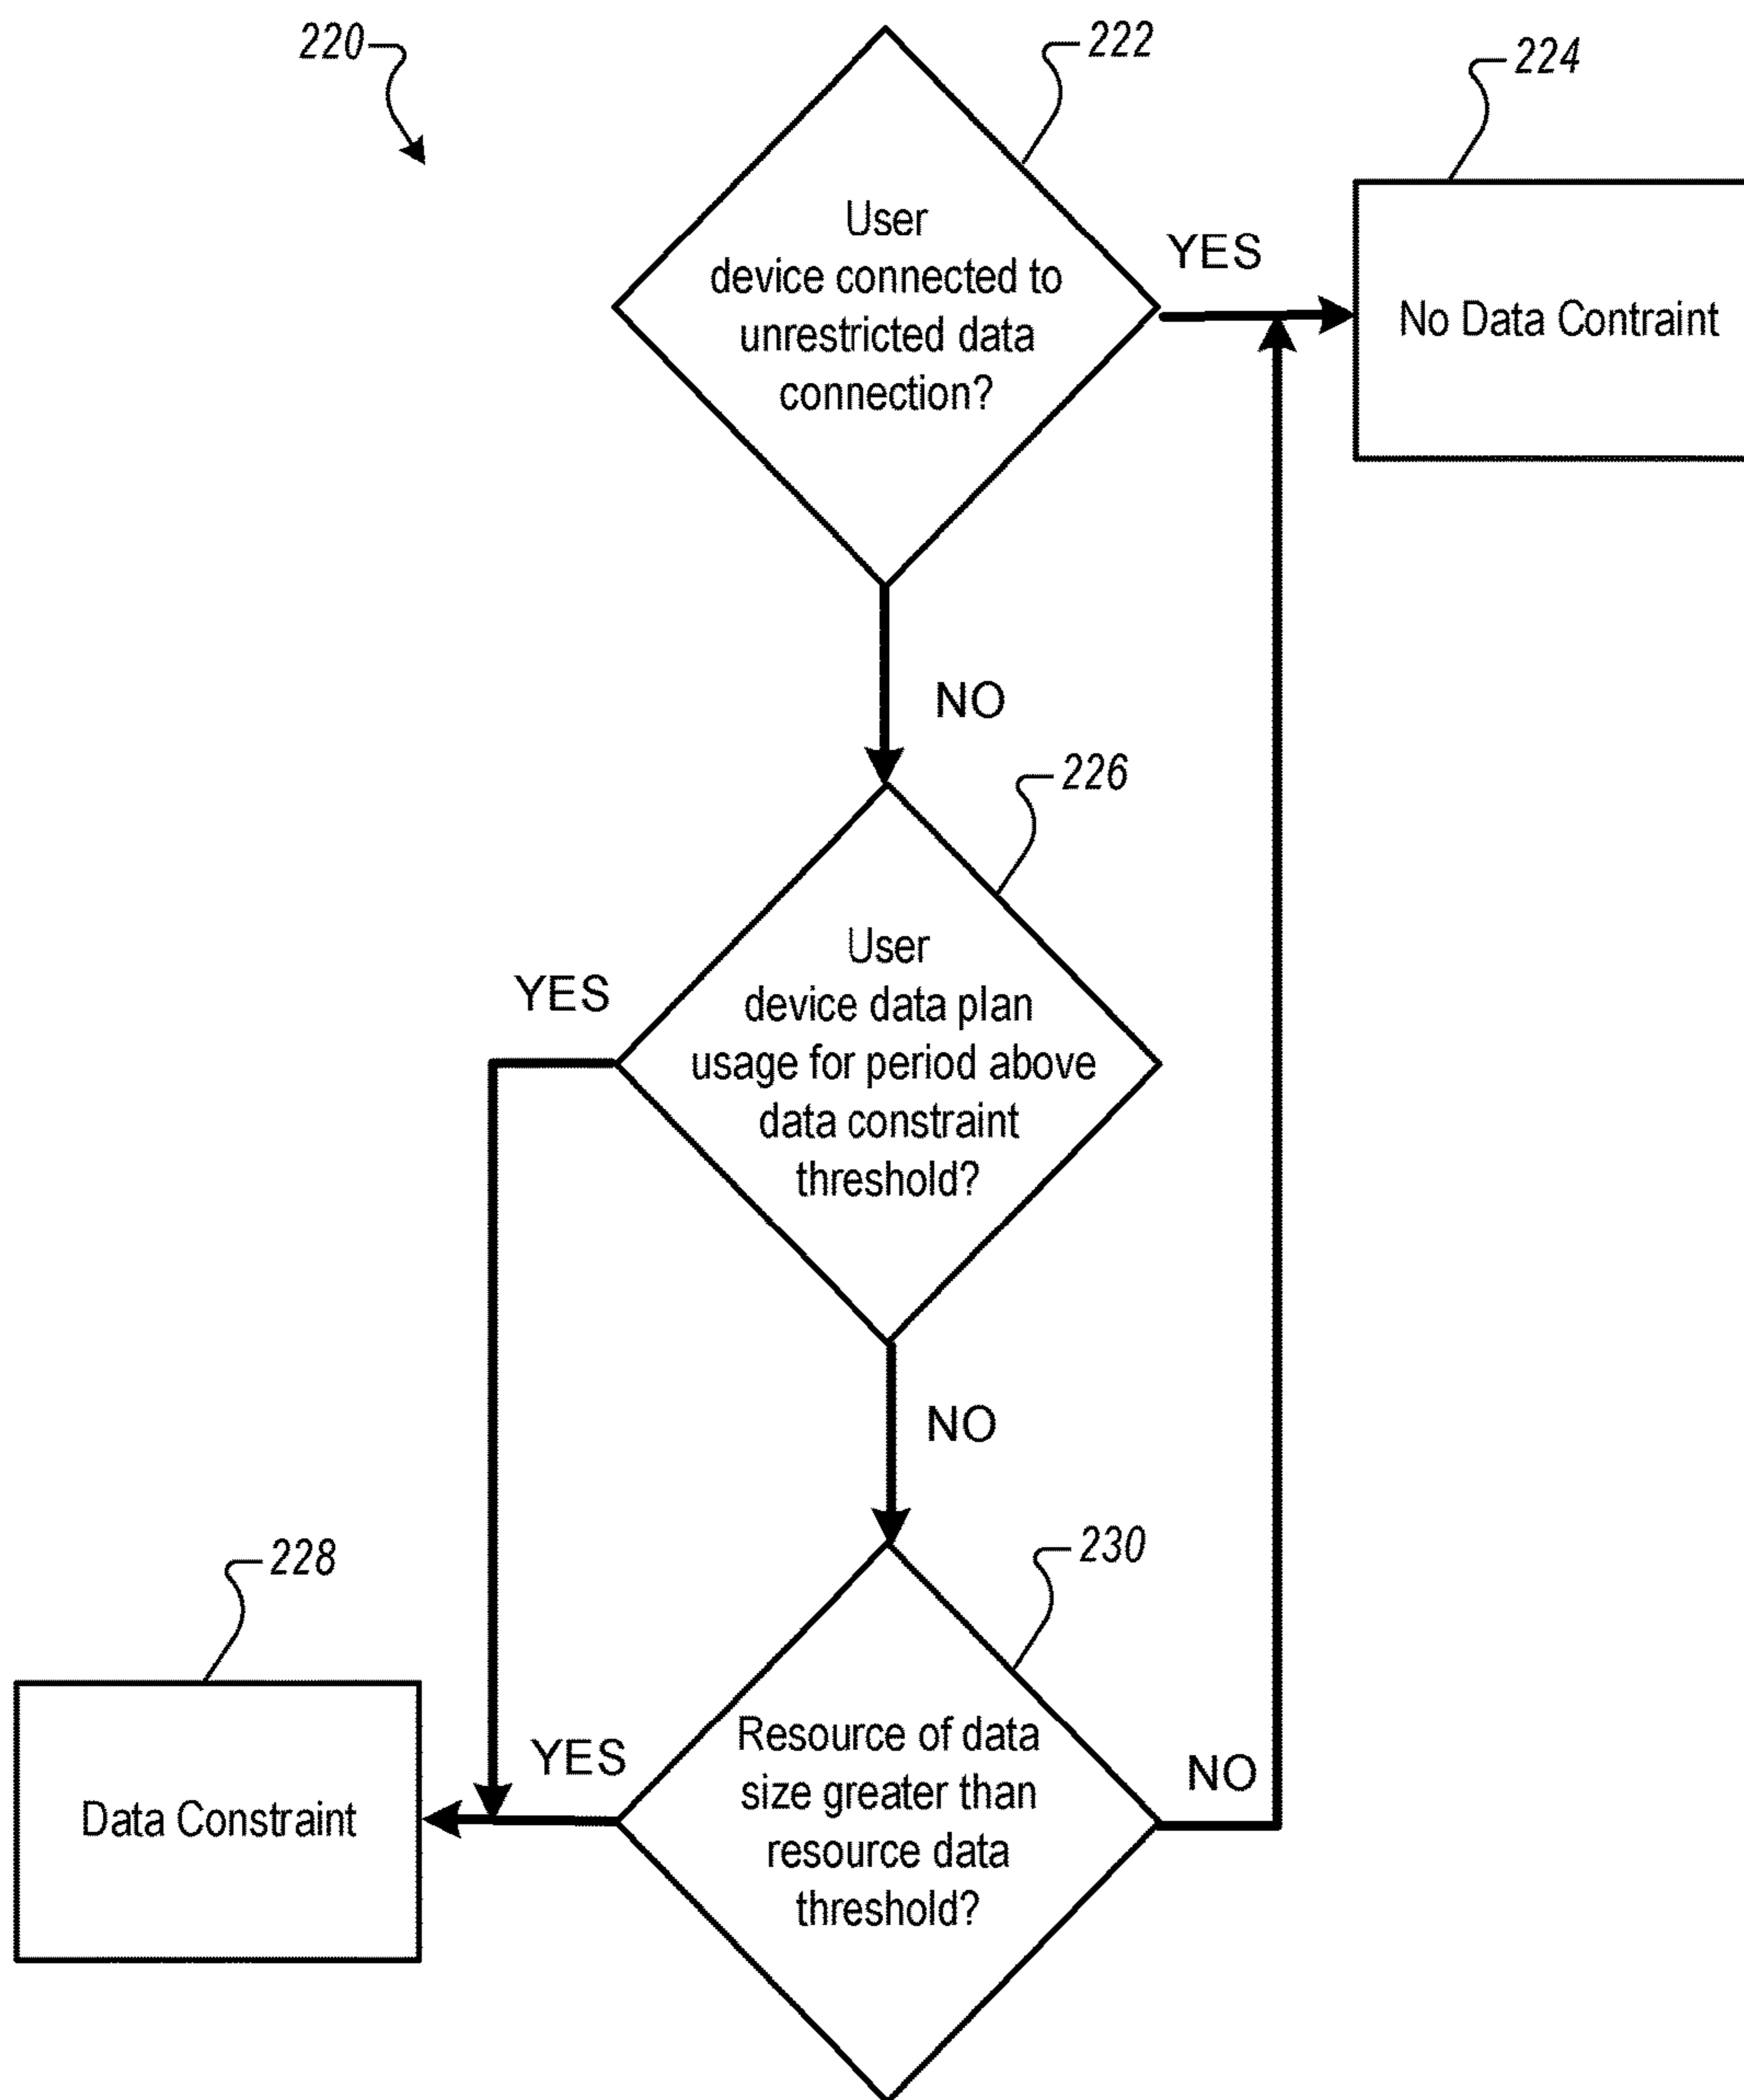 220
222
224
User
device connected to
unrestricted data
connection?
YES
No Data Contraint
NO
226
User
device data plan
usage for period above
data constraint
threshold?
YES
NO
228
230
Data Constraint
YES
Resource of data
size greater than
resource data
threshold?
NO